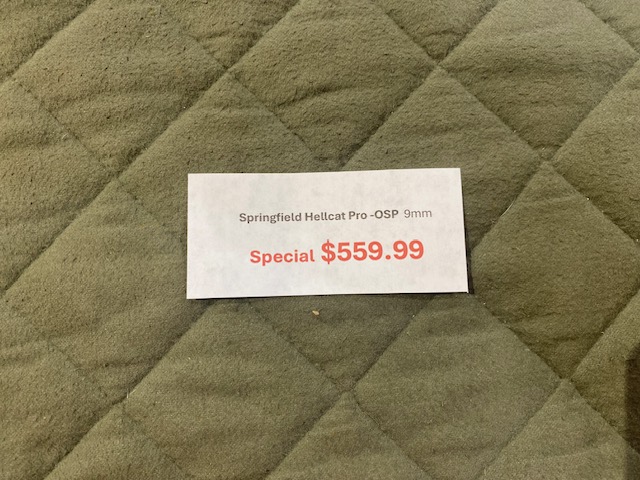 Springfield Hellcat Pro -OSP 9mm
Special $559.99